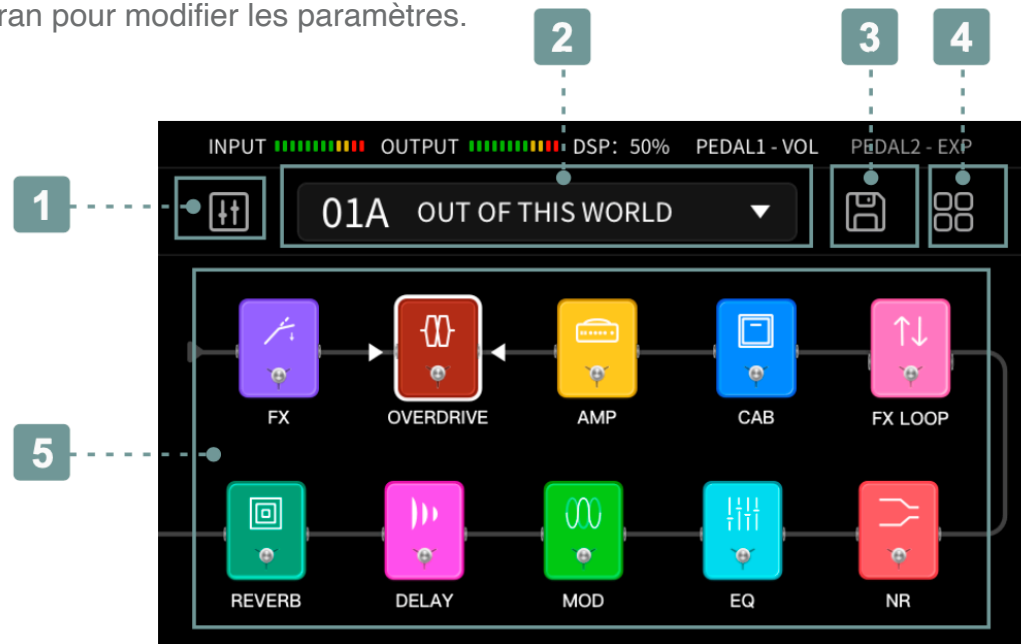 ran pour modifier les paramètres.
2 3 4
INPUT OUTPUT DSP: 50% PEDAL1 - VOL PEDAL2 - EXP
1
01A OUT OF THIS WORLD
FX OVERDRIVE AMP CAB FX LOOP
5
REVERB DELAY MOD EQ NR